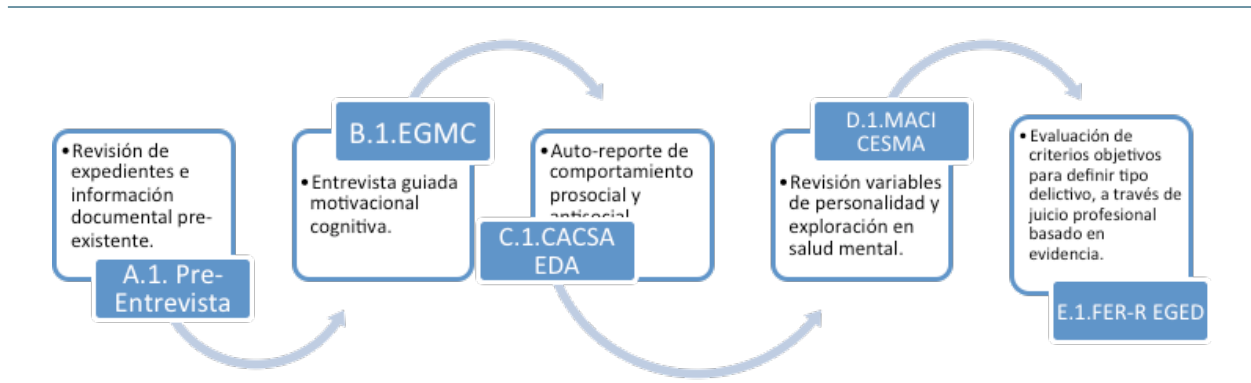 •Revisión de
expedientes e
información
documental pre-
existente.
A.1. Pre-
Entrevista
B.1.EGMC
•Entrevista guiada
motivacional
cognitiva.
•Auto-reporte de
comportamiento
prosocial y
antisocial
C.1.CACSA
EDA
D.1.MACI
CESMA
•Revisión variables
de personalidad y
exploración en
salud mental.
•Evaluación de
criterios objetivos
para definir tipo
delictivo, a través de
juicio profesional
basado en
evidencia.
E.1.FER-R EGED